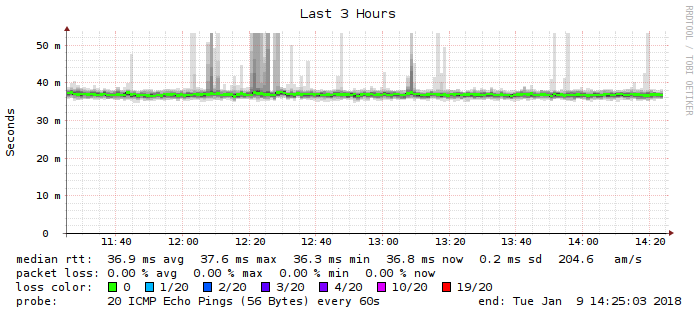 Last 3 Hours
RRDTOOL / TOBI OETIKER
Seconds
50 m
40 m
30 m
20 m
10 m
0
11:40 12:00 12:20 12:40 13:00 13:20 13:40 14:00 14:20
median rtt: 36.9 ms avg 37.6 ms max 36.3 ms min 36.8 ms now 0.2 ms sd 204.6 am/s
packet loss: 0.00 % avg 0.00 % max 0.00 % min 0.00 % now
loss color: 0 1/20 2/20 3/20 4/20 10/20 19/20
probe: 20 ICMP Echo Pings (56 Bytes) every 60s end: Tue Jan 9 14:25:03 2018